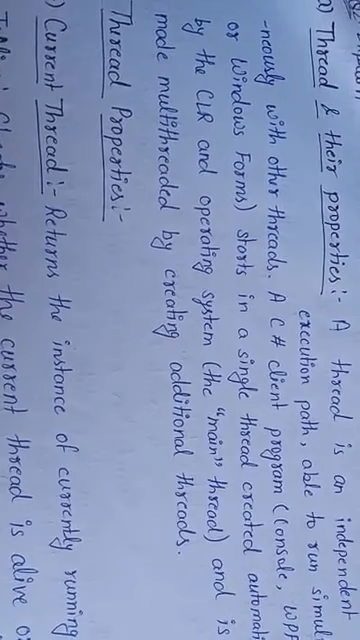 a) Thread & their properties:- A thread is an independent
execution path, able to run simul
-neously with other threads. A C# client program (Console, WP
or Windows Forms) starts in a single thread created automa
by the CLR and operating system (the "main" thread) and is
made multithreaded by creating additional threads.
Thread Properties:-
) Current Thread:- Returns the instance of currently running
whether the current thread is alive o